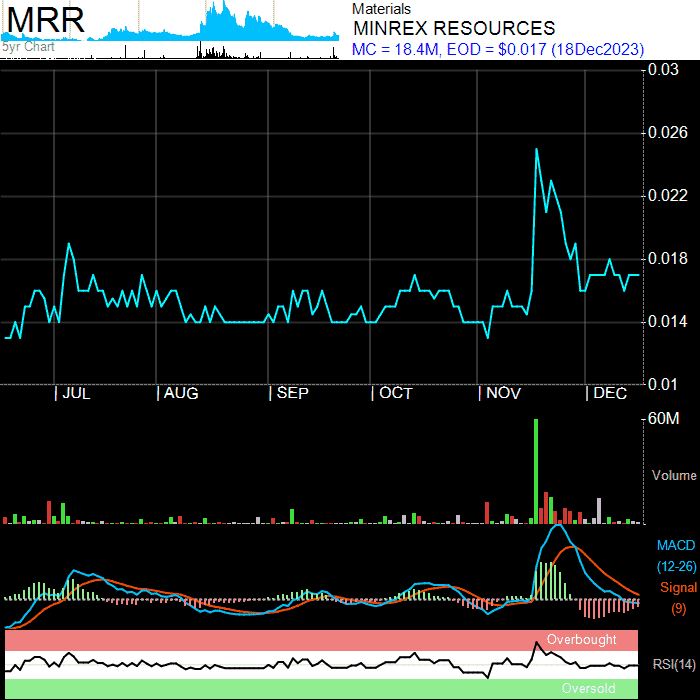 MRR
5yr Chart
Materials
MINREX RESOURCES
MC = 18.4M, EOD = $0.017 (18Dec2023)
0.03
0.026
0.022
0.018
0.014
0.01
JUL AUG SEP OCT NOV DEC
60M
Volume
MACD
(12-26)
Signal
(9)
Overbought
RSI(14)
Oversold